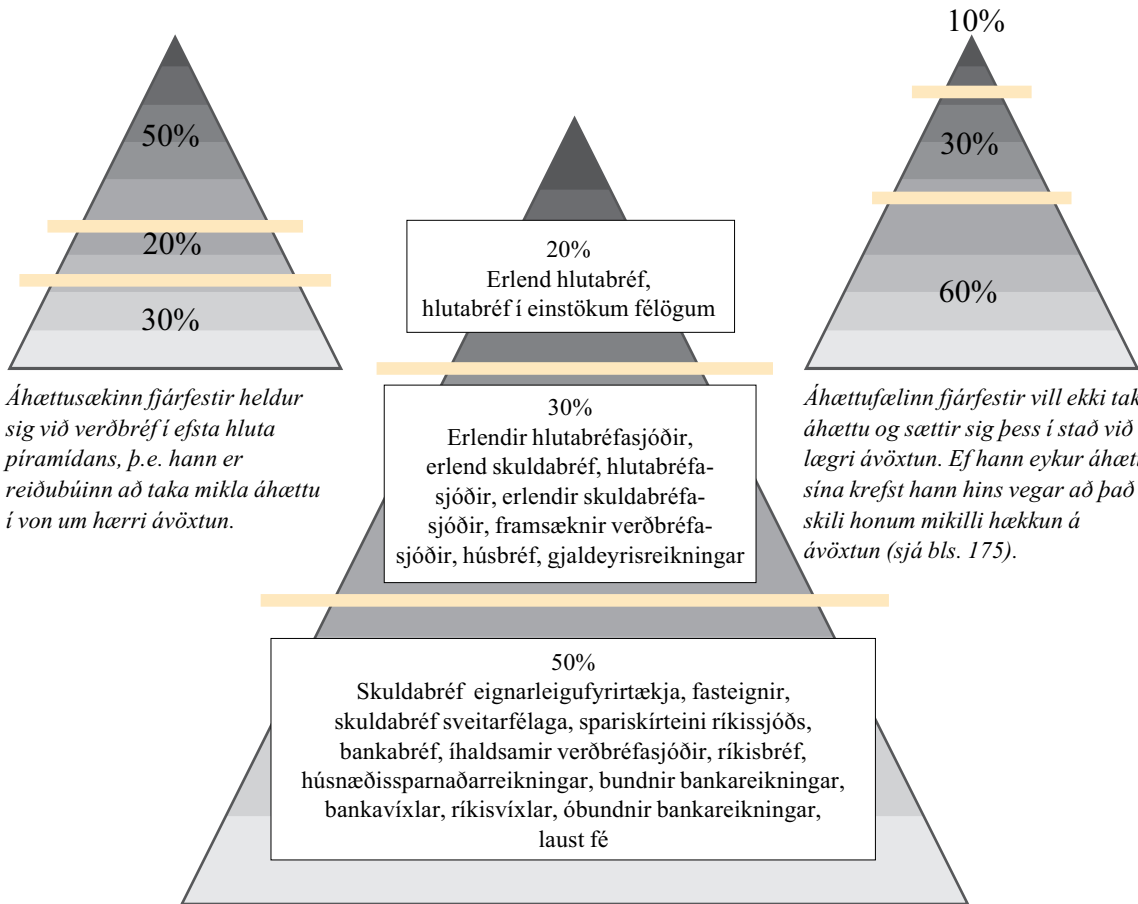 50%
20%
30%
Áhættusækinn fjárfestir heldur
sig við verðbréf í efsta hluta
píramídans, þ.e. hann er
reiðubúinn að taka mikla áhættu
í von um hærri ávöxtun.
20%
Erlend hlutabréf,
hlutabréf í einstökum félögum
30%
Erlendir hlutabréfasjóðir,
erlend skuldabréf, hlutabréfa-
sjóðir, erlendir skuldabréfa-
sjóðir, framsæknir verðbréfa-
sjóðir, húsbréf, gjaldeyrisreikningar
50%
Skuldabréf eignarleigufyrirtækja, fasteignir,
skuldabréf sveitarfélaga, spariskírteini ríkissjóðs,
bankabréf, íhaldsamir verðbréfasjóðir, ríkisbréf,
húsnæðissparnaðarreikningar, bundnir bankareikningar,
bankavíxlar, ríkisvíxlar, óbundnir bankareikningar,
laust fé
10%
30%
60%
Áhættufælinn fjárfestir vill ekki tak
áhættu og sættir sig þess í stað við
lægri ávöxtun. Ef hann eykur áhætt
sína krefst hann hins vegar að það
skili honum mikilli hækkun á
ávöxtun (sjá bls. 175).